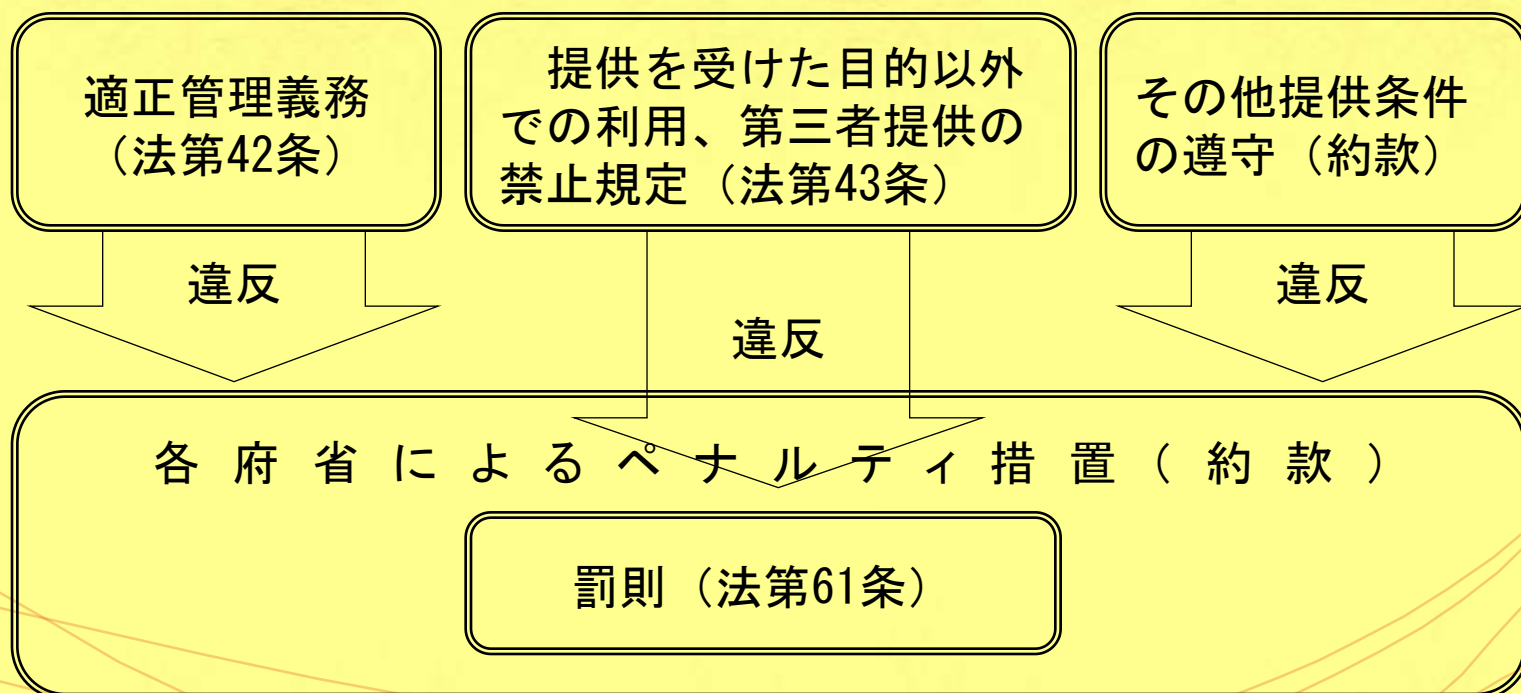 適正管理義務
（法第42条）
提供を受けた目的以外
での利用、第三者提供の
禁止規定（法第43条）
その他提供条件
の遵守（約款）
違反
違反
違反
各府省によるペナルティ措置（約款）
罰則（法第61条）